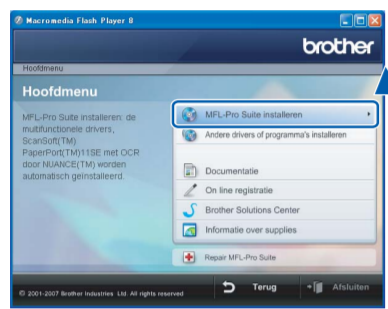 Macromedia Flash Player 8
brother
Hoofdmenu
Hoofdmenu
MFL-Pro Suite installeren: de
multifunctionele drivers,
ScanSoft(TM)
PaperPort(TM)11SE met OCR
door NUANCE(TM) worden
automatisch geïnstalleerd.
MFL-Pro Suite installeren
Andere drivers of programma's installeren
Documentatie
On line registratie
Brother Solutions Center
Informatie over supplies
Repair MFL-Pro Suite
© 2001-2007 Brother Industries Ltd. All rights reserved
Terug
Afsluiten